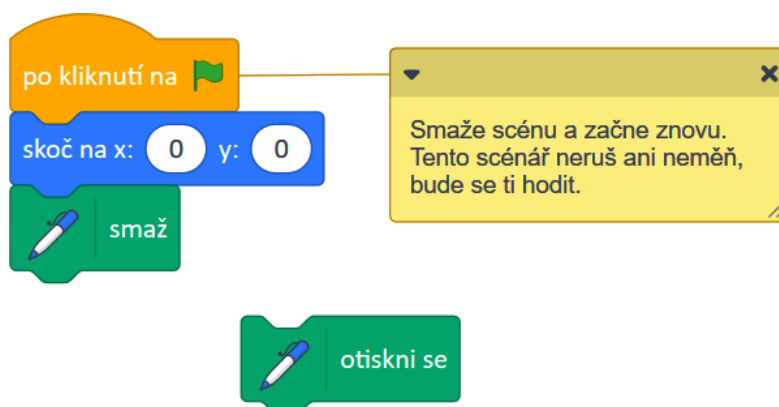 po kliknutí na
skoč na x: 0 y: 0
smaž
Smaže scénu a začne znovu.
Tento scénář neruš ani neměň,
bude se ti hodit.
otiskni se